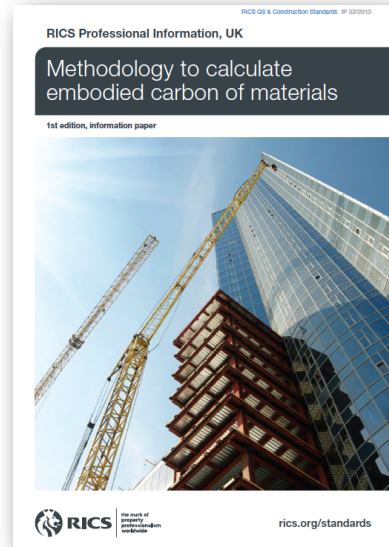 RICS QS & Construction Standards IP 32/2012
RICS Professional Information, UK
Methodology to calculate
embodied carbon of materials
1st edition, information paper
RICS
the mark of
property
professionalism
worldwide
rics.org/standards